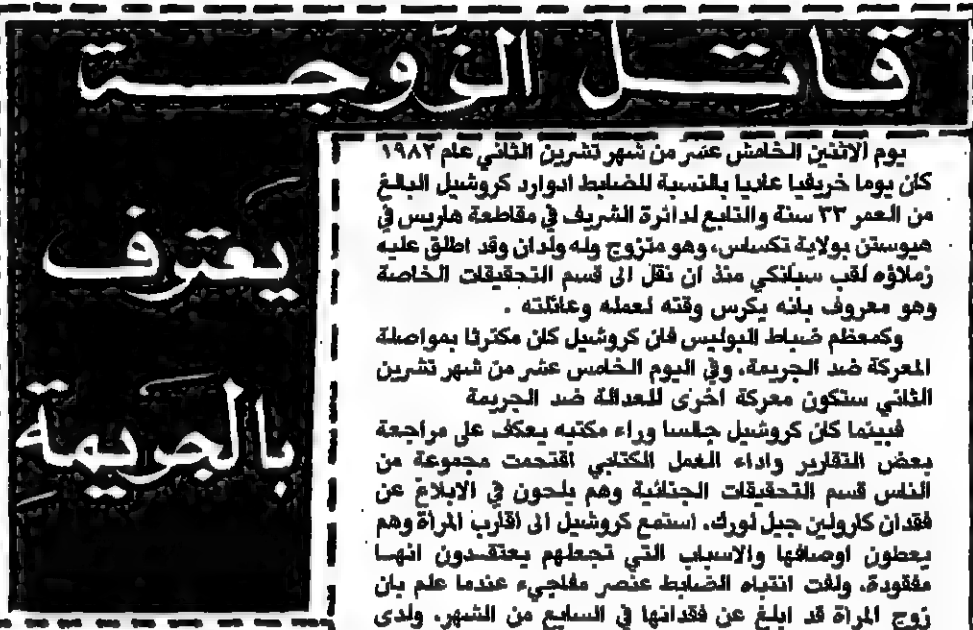 قاتل الزّوجة
يعترف
بالجريمة
يوم الاثنين الخامش عشر من شهر تشرين الثاني عام ١٩٨٢
كان يوما خريفيا عاديا بالنسبة للضابط ادوارد كروشيل البالغ
من العمر ٣٣ سنة والتابع لدائرة الشريف في مقاطعة هاريس في
هيوستن بولاية تكساس، وهو متزوج وله ولدان وقد اطلق عليه
زملاؤه لقب سبانكي منذ ان نقل الى قسم التحقيقات الخاصة
وهو معروف بانه يكرس وقته لعمله وعائلته .
وكمعظم ضباط البوليس فان كروشيل كان مكترثا بمواصلة
المعركة ضد الجريمة، وفي اليوم الخامس عشر من شهر تشرين
الثاني ستكون معركة اخرى للعدالة ضد الجريمة
فبينما كان كروشيل جالسا وراء مكتبه يعكف على مراجعة
بعض التقارير واداء العمل الكتابي اقتحمت مجموعة من
الناس قسم التحقيقات الجنائية وهم يلحون في الابلاغ عن
فقدان كارولين جيل لورك. استمع كروشيل الى اقارب المرأة وهم
يعطون اوصافها والاسباب التي تجعلهم يعتقدون انها
مفقودة، ولفت انتباه الضابط عنصر مفاجيء عندما علم بان
زوج المرأة قد ابلغ عن فقدانها في السابع من الشهر. ولدى